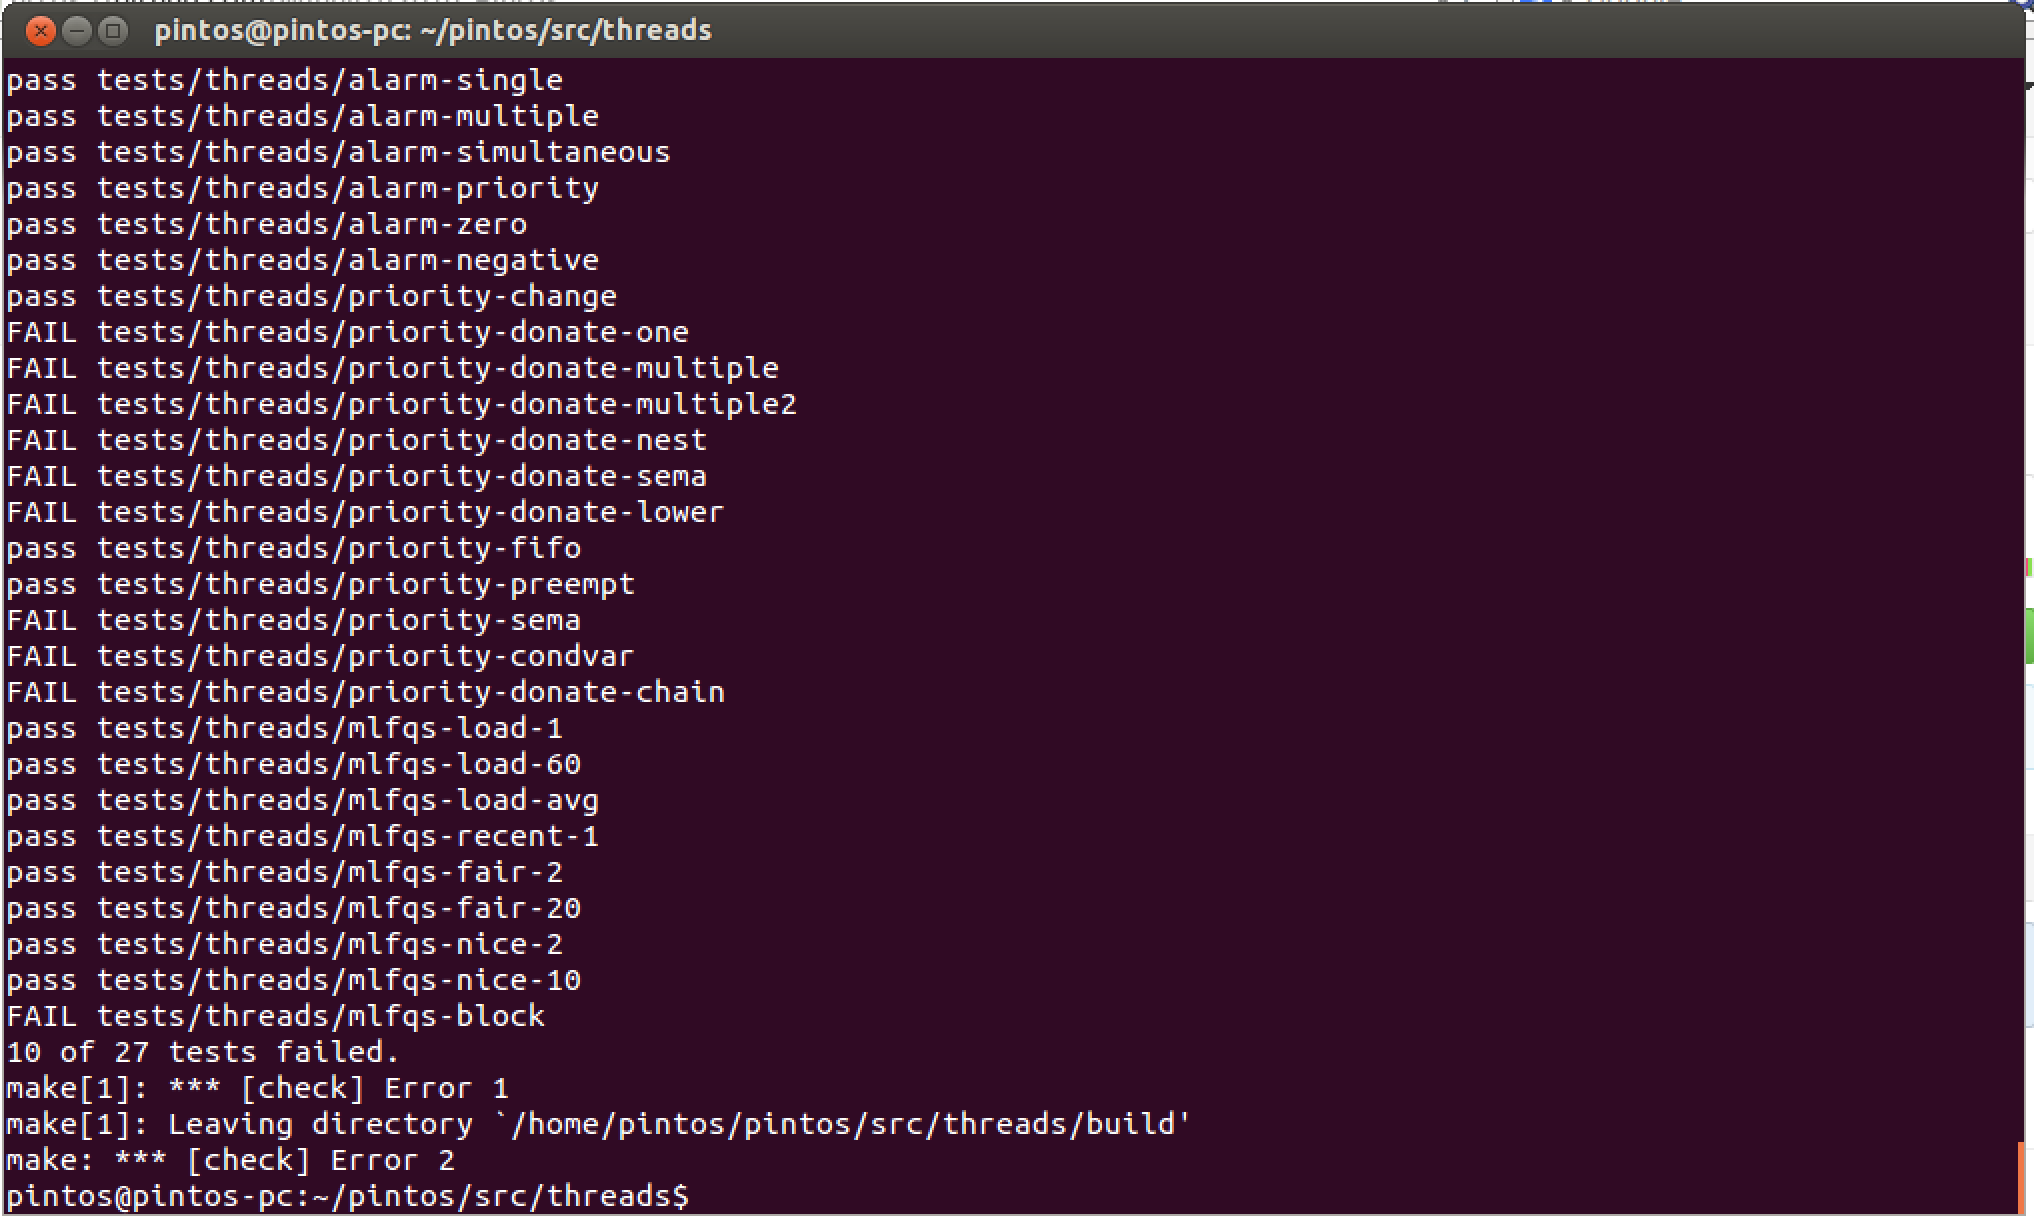 pintos@pintos-pc: ~/pintos/src/threads
pass tests/threads/alarm-single
pass tests/threads/alarm-multiple
pass tests/threads/alarm-simultaneous
pass tests/threads/alarm-priority
pass tests/threads/alarm-zero
pass tests/threads/alarm-negative
pass tests/threads/priority-change
FAIL tests/threads/priority-donate-one
FAIL tests/threads/priority-donate-multiple
FAIL tests/threads/priority-donate-multiple2
FAIL tests/threads/priority-donate-nest
FAIL tests/threads/priority-donate-sema
FAIL tests/threads/priority-donate-lower
pass tests/threads/priority-fifo
pass tests/threads/priority-preempt
FAIL tests/threads/priority-sema
FAIL tests/threads/priority-condvar
FAIL tests/threads/priority-donate-chain
pass tests/threads/mlfqs-load-1
pass tests/threads/mlfqs-load-60
pass tests/threads/mlfqs-load-avg
pass tests/threads/mlfqs-recent-1
pass tests/threads/mlfqs-fair-2
pass tests/threads/mlfqs-fair-20
pass tests/threads/mlfqs-nice-2
pass tests/threads/mlfqs-nice-10
FAIL tests/threads/mlfqs-block
10 of 27 tests failed.
make[1]: *** [check] Error 1
make[1]: Leaving directory `/home/pintos/pintos/src/threads/build'
make: *** [check] Error 2
pintos@pintos-pc:~/pintos/src/threads$